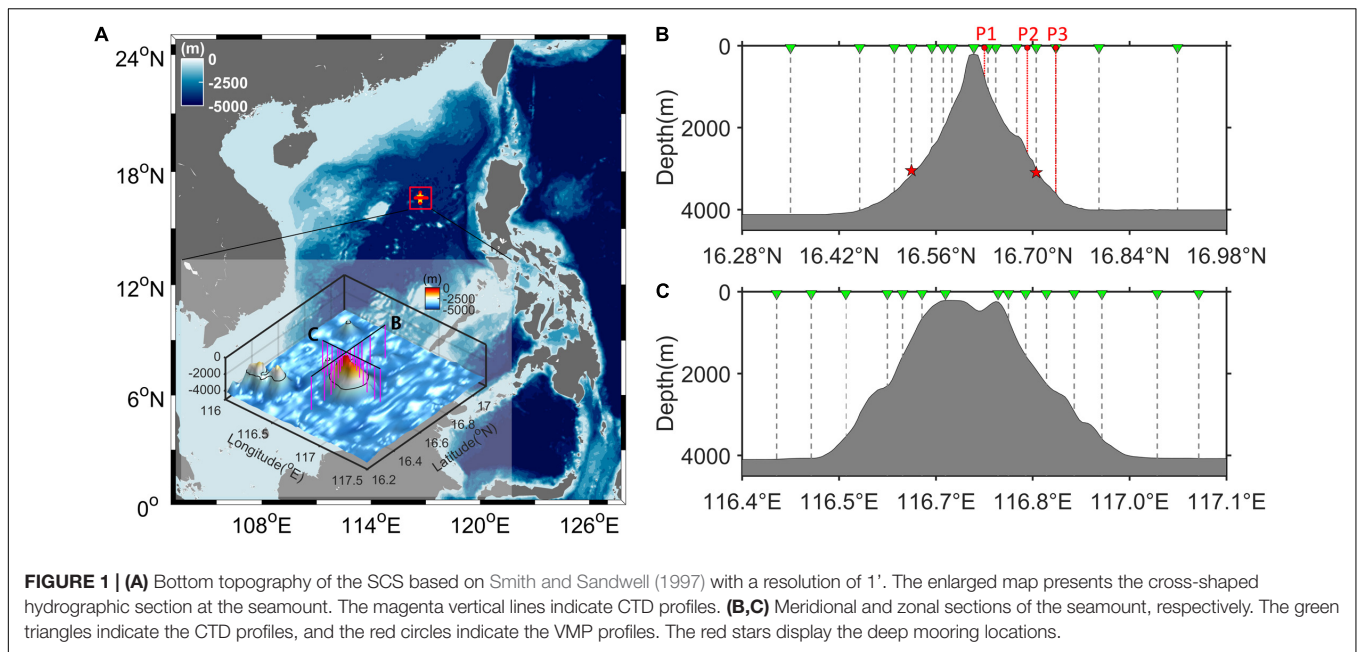 A
(m)
0
-2500
-5000
24°N
18°N
12°N
6°N
0°
108°E
114°E
120°E
126°E
(m)
0
-2500
-5000
B
C
0
-2000
-4000
116
116.5
117
117.5
Longitude(°E)
16.2
16.4
16.6
16.8
17
Latitude(°N)
B
P1
P2
P3
0
2000
4000
Depth(m)
16.28°N
16.42°N
16.56°N
16.70°N
16.84°N
16.98°N
C
0
2000
4000
Depth(m)
116.4°E
116.5°E
116.7°E
116.8°E
117.0°E
117.1°E
FIGURE 1 | (A) Bottom topography of the SCS based on Smith and Sandwell (1997) with a resolution of 1'. The enlarged map presents the cross-shaped
hydrographic section at the seamount. The magenta vertical lines indicate CTD profiles. (B,C) Meridional and zonal sections of the seamount, respectively. The green
triangles indicate the CTD profiles, and the red circles indicate the VMP profiles. The red stars display the deep mooring locations.